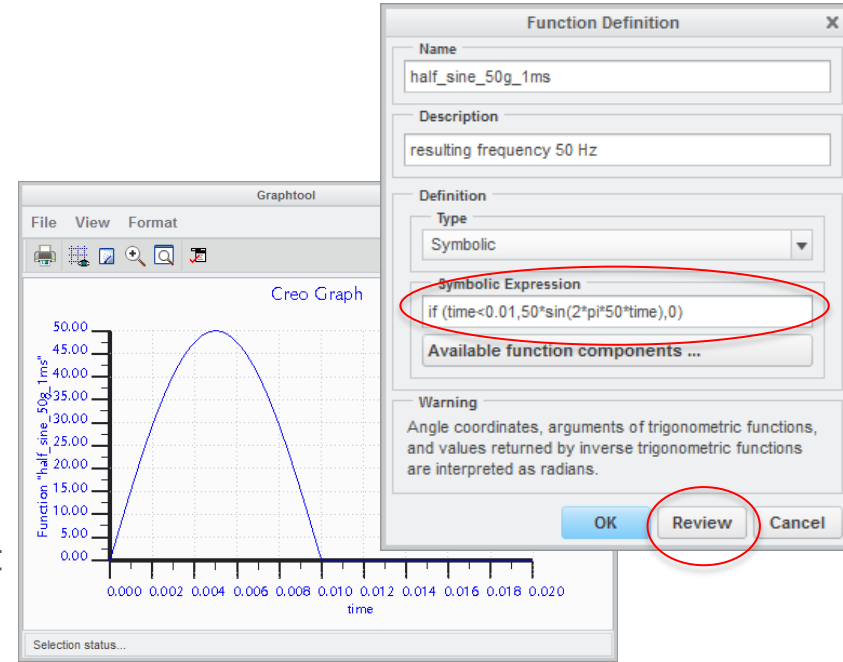 Function Definition x
Name
half_sine_50g_1ms
Description
resulting frequency 50 Hz
Definition
Type
Symbolic
Symbolic Expression
if (time<0.01,50*sin(2*pi*50*time),0)
Available function components ...
Warning
Angle coordinates, arguments of trigonometric functions,
and values returned by inverse trigonometric functions
are interpreted as radians.
OK Review Cancel
Graphtool
File View Format
Creo Graph
Function "half_sine_50g_1ms"
50.00
45.00
40.00
35.00
30.00
25.00
20.00
15.00
10.00
5.00
0.00
0.000 0.002 0.004 0.006 0.008 0.010 0.012 0.014 0.016 0.018 0.020
time
Selection status...